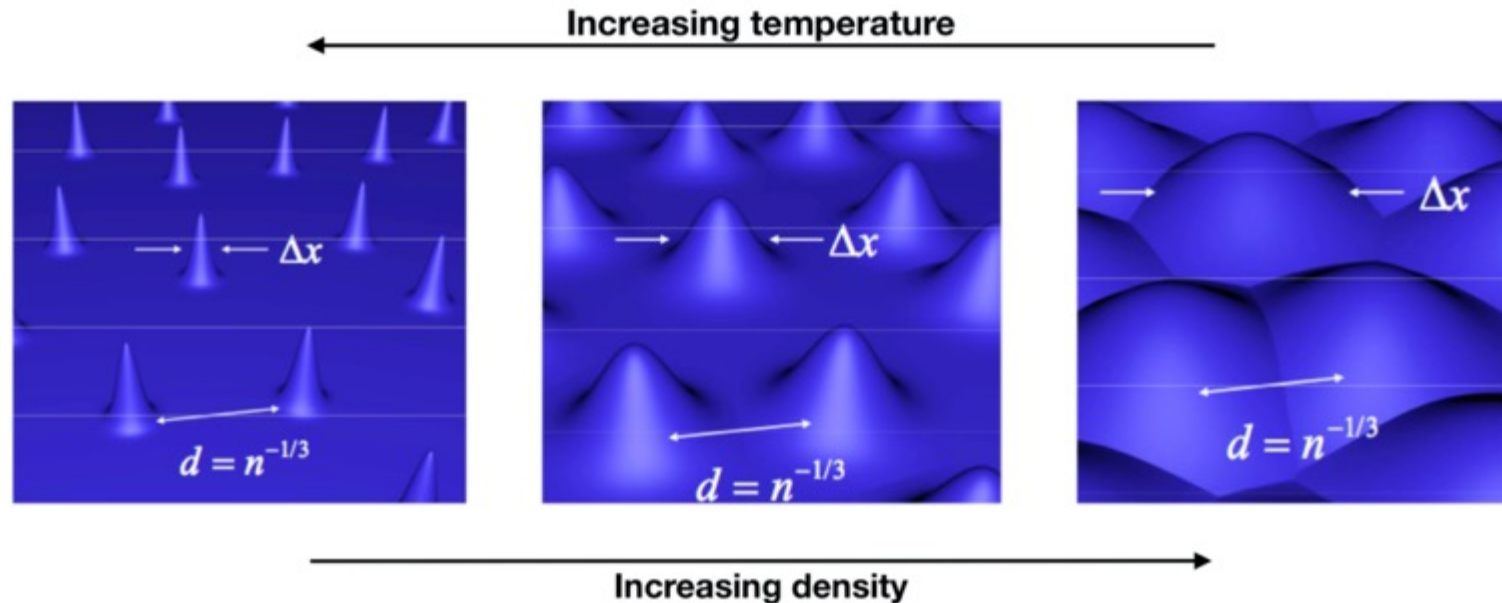 Increasing temperature
Δx
Δx
Δx
d = n^{-1/3}
d = n^{-1/3}
d = n^{-1/3}
Increasing density